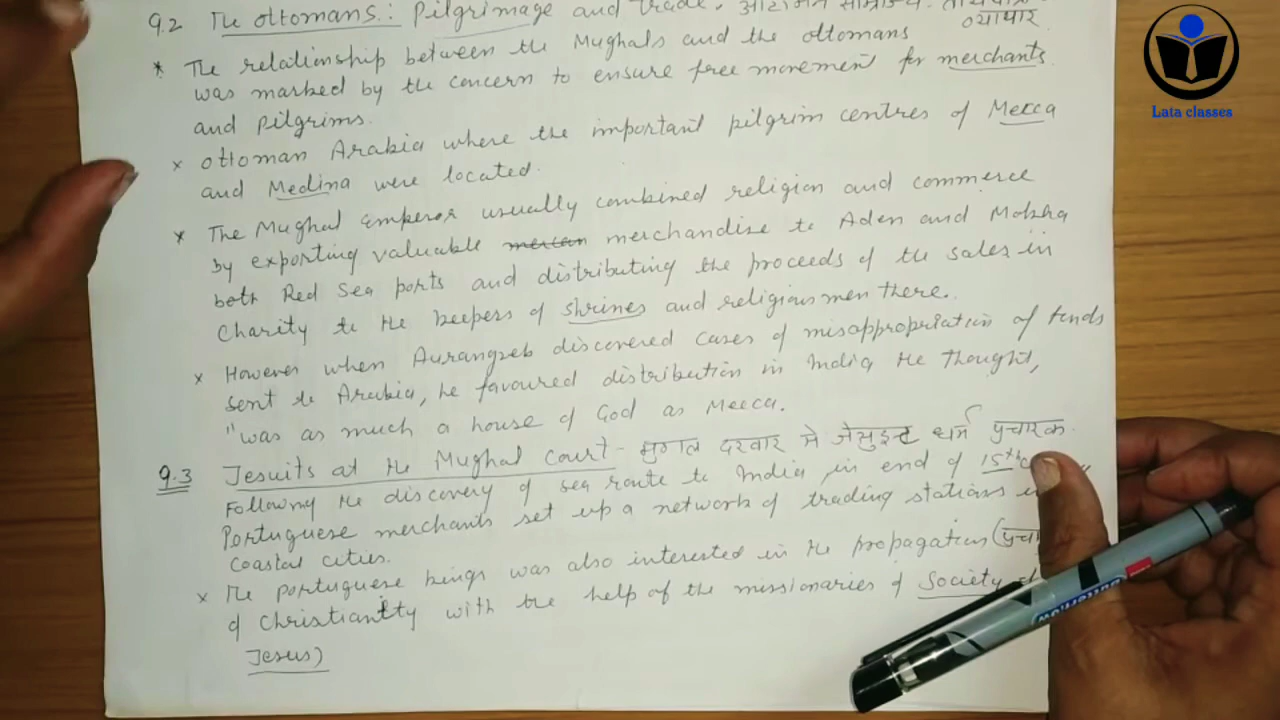 9.2 The Ottomans: Pilgrimage and trade.
व्यापार
* The relationship between the Mughals and the Ottomans
was marked by the concern to ensure free movement for merchants
and pilgrims.
× Ottoman Arabia where the important pilgrim centres of Mecca
and Medina were located.
* The Mughal emperor usually combined religion and commerce
by exporting valuable merchandise to Aden and Mokha
both Red Sea ports and distributing the proceeds of the sales in
Charity to the keepers of shrines and religious men there.
× However when Aurangzeb discovered cases of misappropriation of funds
sent to Arabia, he favoured distribution in India he thought,
"was as much a house of God as Mecca.
9.3 Jesuits at the Mughal Court - मुगल दरबार मे जेसुइट धर्म प्रचारक
Following the discovery of sea route to India in end of 15th
Portuguese merchants set up a network of trading stations in
coastal cities.
× The Portuguese kings was also interested in the propagation
of Christianity with the help of the missionaries of Society
Jesus)
Lata classes